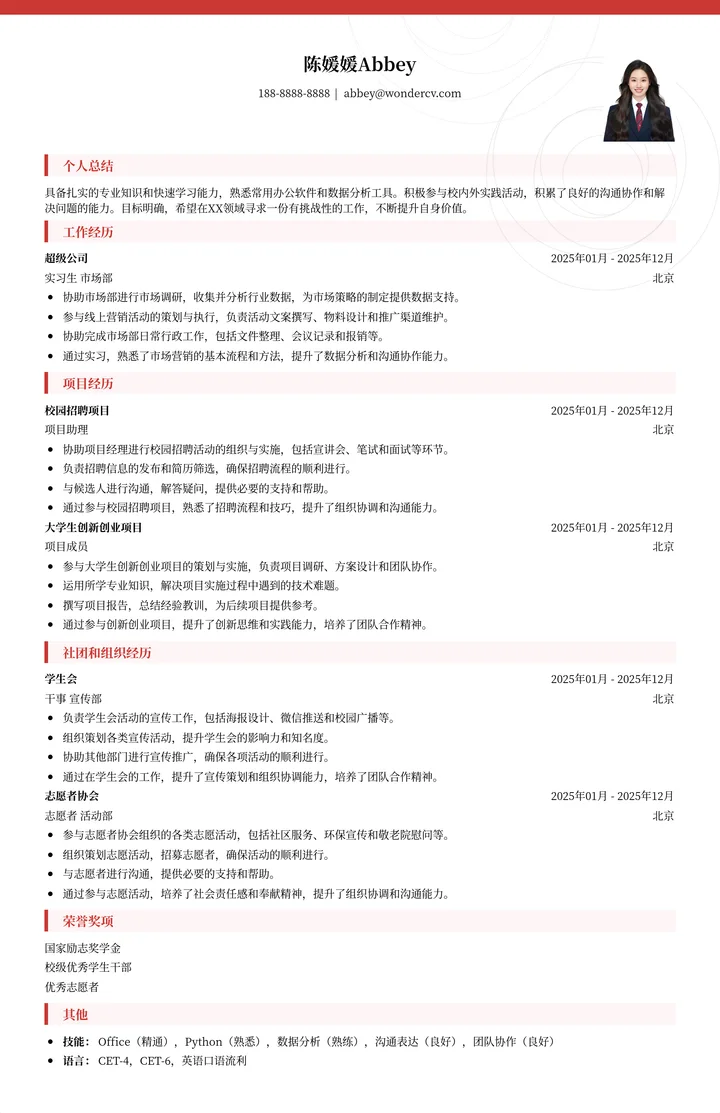 陈媛媛Abbey
188-8888-8888 | abbey@wondercv.com
个人总结
具备扎实的专业知识和快速学习能力，熟悉常用办公软件和数据分析工具。积极参与校内外实践活动，积累了良好的沟通协作和解
决问题的能力。目标明确，希望在XX领域寻求一份有挑战性的工作，不断提升自身价值。
工作经历
超级公司 2025年01月 - 2025年12月
实习生 市场部 北京
• 协助市场部进行市场调研，收集并分析行业数据，为市场策略的制定提供数据支持。
• 参与线上营销活动的策划与执行，负责活动文案撰写、物料设计和推广渠道维护。
• 协助完成市场部日常行政工作，包括文件整理、会议记录和报销等。
• 通过实习，熟悉了市场营销的基本流程和方法，提升了数据分析和沟通协作能力。
项目经历
校园招聘项目 2025年01月 - 2025年12月
项目助理 北京
• 协助项目经理进行校园招聘活动的组织与实施，包括宣讲会、笔试和面试等环节。
• 负责招聘信息的发布和简历筛选，确保招聘流程的顺利进行。
• 与候选人进行沟通，解答疑问，提供必要的支持和帮助。
• 通过参与校园招聘项目，熟悉了招聘流程和技巧，提升了组织协调和沟通能力。
大学生创新创业项目 2025年01月 - 2025年12月
项目成员 北京
• 参与大学生创新创业项目的策划与实施，负责项目调研、方案设计和团队协作。
• 运用所学专业知识，解决项目实施过程中遇到的技术难题。
• 撰写项目报告，总结经验教训，为后续项目提供参考。
• 通过参与创新创业项目，提升了创新思维和实践能力，培养了团队合作精神。
社团和组织经历
学生会 2025年01月 - 2025年12月
干事 宣传部 北京
• 负责学生会活动的宣传工作，包括海报设计、微信推送和校园广播等。
• 组织策划各类宣传活动，提升学生会的影响力和知名度。
• 协助其他部门进行宣传推广，确保各项活动的顺利进行。
• 通过在学生会的工作，提升了宣传策划和组织协调能力，培养了团队合作精神。
志愿者协会 2025年01月 - 2025年12月
志愿者 活动部 北京
• 参与志愿者协会组织的各类志愿活动，包括社区服务、环保宣传和敬老院慰问等。
• 组织策划志愿活动，招募志愿者，确保活动的顺利进行。
• 与志愿者进行沟通，提供必要的支持和帮助。
• 通过参与志愿活动，培养了社会责任感和奉献精神，提升了组织协调和沟通能力。
荣誉奖项
国家励志奖学金
校级优秀学生干部
优秀志愿者
其他
• 技能： Office（精通），Python（熟悉），数据分析（熟练），沟通表达（良好），团队协作（良好）
• 语言： CET-4，CET-6，英语口语流利